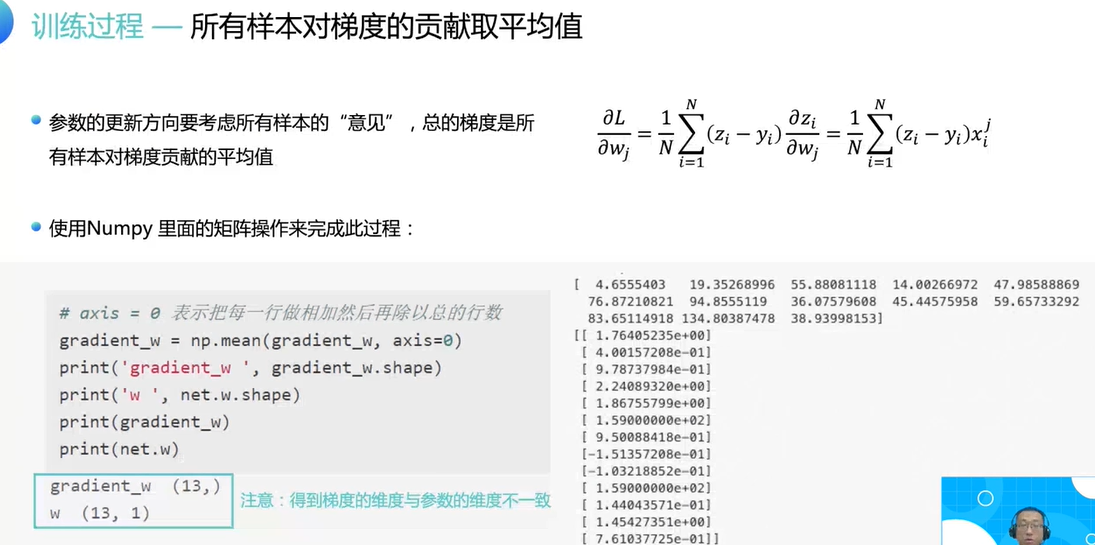 训练过程 — 所有样本对梯度的贡献取平均值
参数的更新方向要考虑所有样本的“意见”，总的梯度是所
有样本对梯度贡献的平均值
∂L/∂w_j = 1/N ∑_{i=1}^{N} (z_i − y_i) ∂z_i/∂w_j = 1/N ∑_{i=1}^{N} (z_i − y_i)x_i^j
使用Numpy 里面的矩阵操作来完成此过程：
# axis = 0 表示把每一行做相加然后再除以总的行数
gradient_w = np.mean(gradient_w, axis=0)
print('gradient_w ', gradient_w.shape)
print('w ', net.w.shape)
print(gradient_w)
print(net.w)
gradient_w  (13,)
w  (13, 1)
注意：得到梯度的维度与参数的维度不一致
[  4.6555403   19.35268996  55.88081118  14.00266972  47.98588869
76.87210821  94.8555119   36.07579608  45.44575958  59.65733292
83.65114918 134.80387478  38.93998153]
[[ 1.76405235e+00]
[ 4.00157208e-01]
[ 9.78737984e-01]
[ 2.24089320e+00]
[ 1.86755799e+00]
[ 1.59000000e+02]
[ 9.50088418e-01]
[-1.51357208e-01]
[-1.03218852e-01]
[ 1.59000000e+02]
[ 1.44043571e-01]
[ 1.45427351e+00]
[ 7.61037725e-01]]